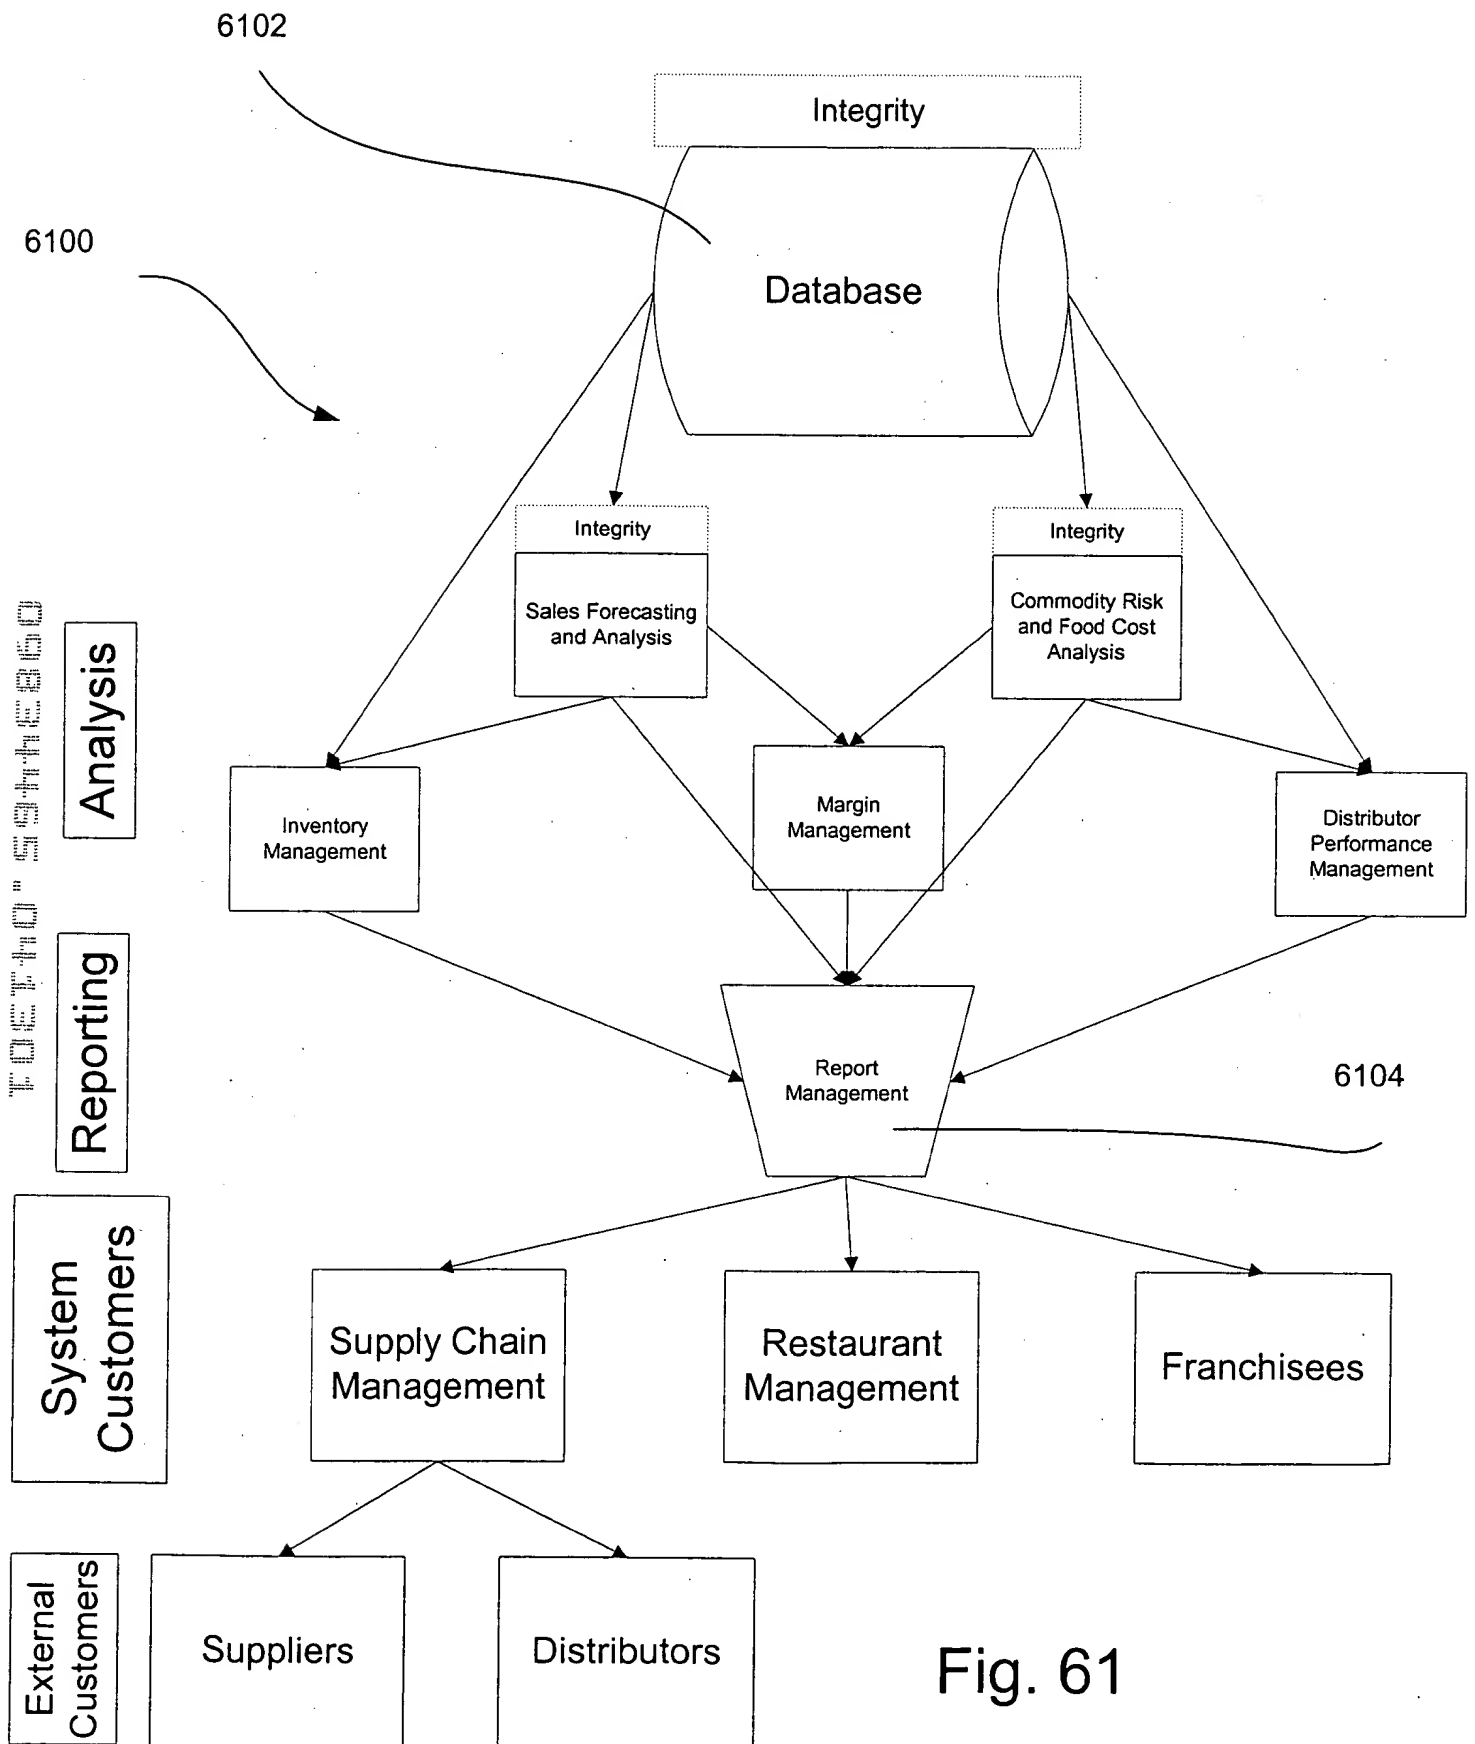 6102
Integrity
6100
Database
Integrity
Integrity
Sales Forecasting
and Analysis
Commodity Risk
and Food Cost
Analysis
Analysis
Inventory
Management
Margin
Management
Distributor
Performance
Management
Reporting
Report
Management
6104
System
Customers
Supply Chain
Management
Restaurant
Management
Franchisees
External
Customers
Suppliers
Distributors
Fig. 61